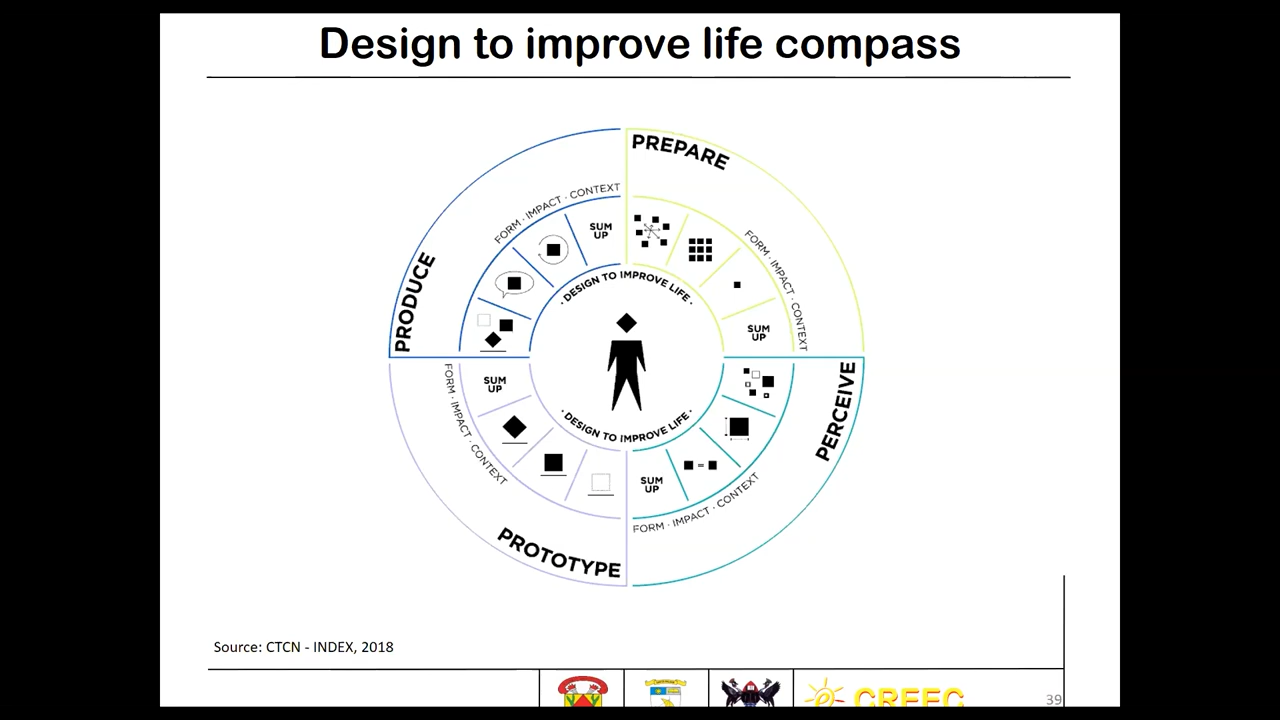 Design to improve life compass
PREPARE
FORM · IMPACT · CONTEXT
SUM
UP
PERCEIVE
FORM · IMPACT · CONTEXT
SUM
UP
PROTOTYPE
FORM · IMPACT · CONTEXT
SUM
UP
PRODUCE
FORM · IMPACT · CONTEXT
SUM
UP
· DESIGN TO IMPROVE LIFE ·
· DESIGN TO IMPROVE LIFE ·
Source: CTCN - INDEX, 2018
CREEC
39